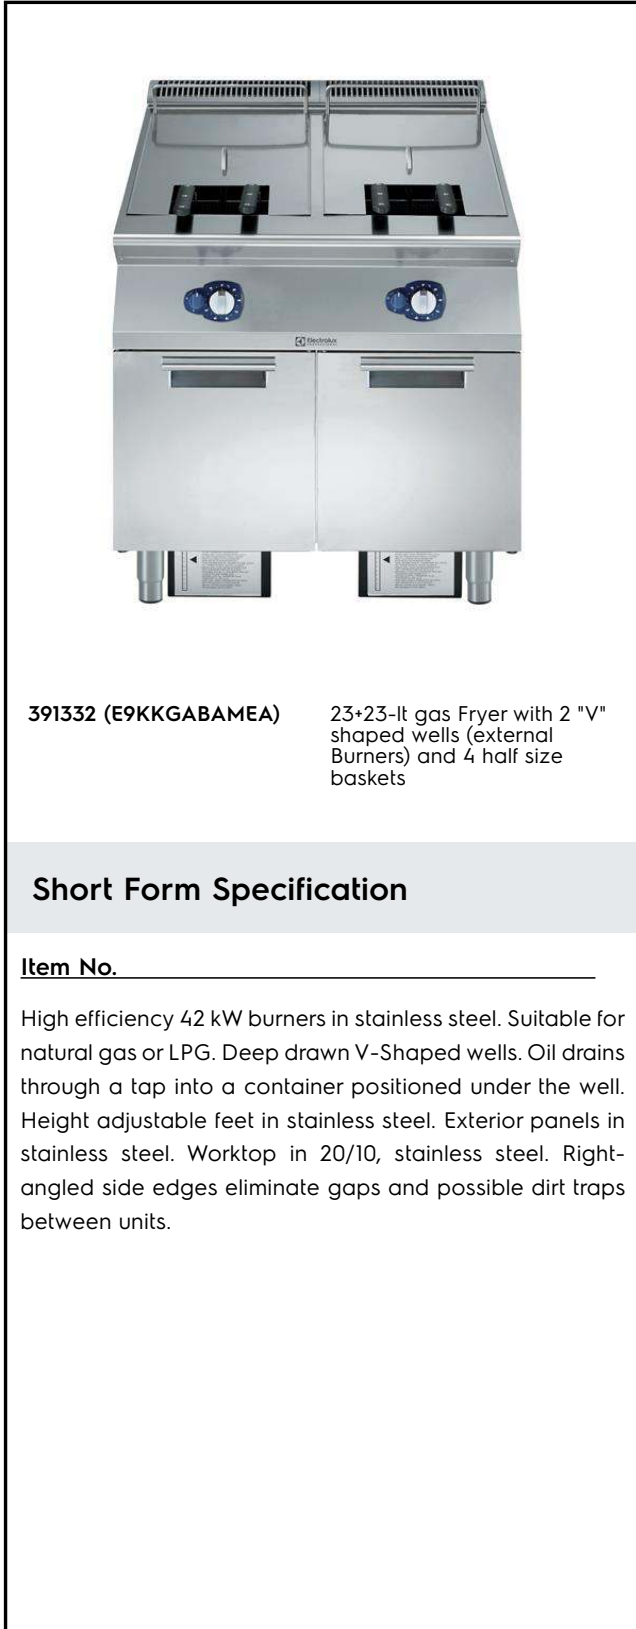 Electrolux
PROFESSIONAL
391332 (E9KKGABAMEA)
23+23-lt gas Fryer with 2 "V"
shaped wells (external
Burners) and 4 half size
baskets
Short Form Specification
Item No.
High efficiency 42 kW burners in stainless steel. Suitable for
natural gas or LPG. Deep drawn V-Shaped wells. Oil drains
through a tap into a container positioned under the well.
Height adjustable feet in stainless steel. Exterior panels in
stainless steel. Worktop in 20/10, stainless steel. Right-
angled side edges eliminate gaps and possible dirt traps
between units.